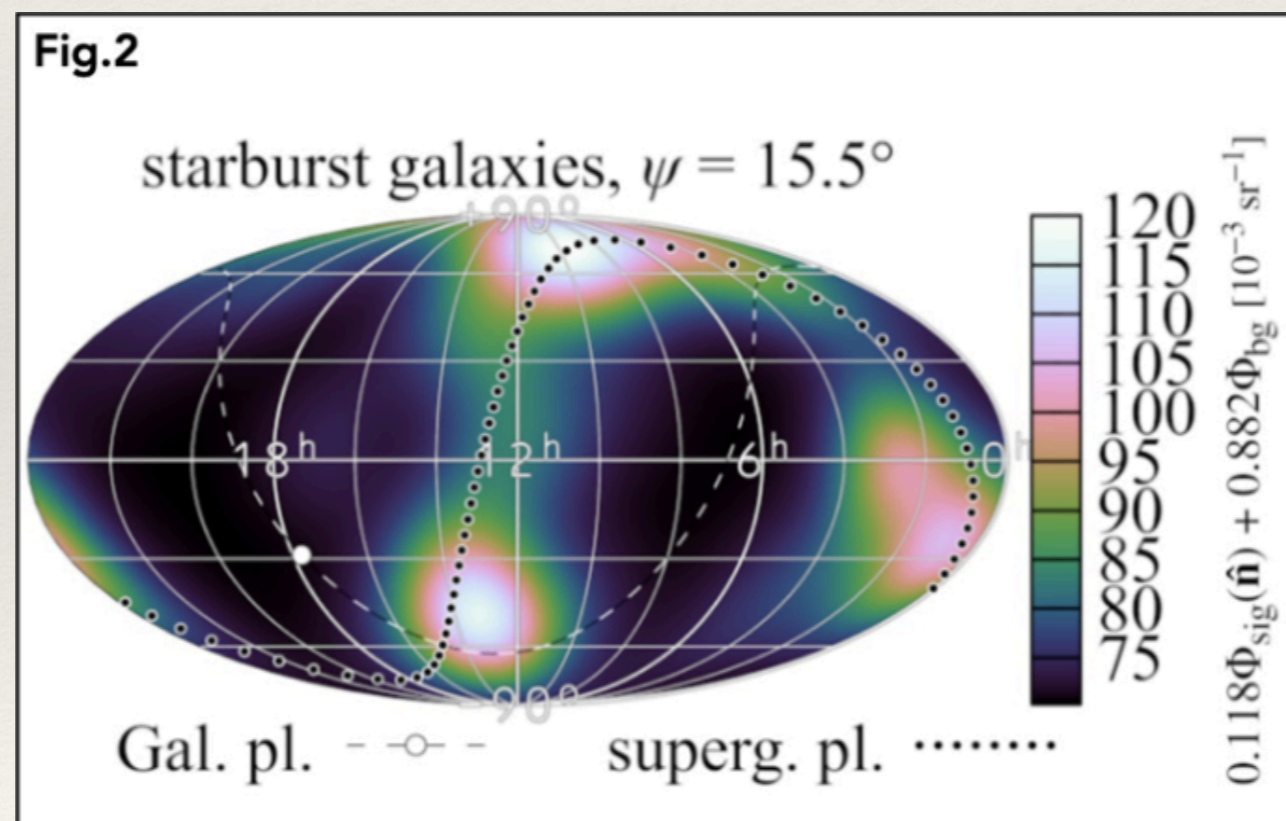 Fig.2
starburst galaxies, ψ = 15.5°
+90°
18ʰ 12ʰ 6ʰ 0ʰ
-90°
Gal. pl. superg. pl.
120
115
110
105
100
95
90
85
80
75
0.118Φsig(n̂) + 0.882Φbg [10⁻³ sr⁻¹]